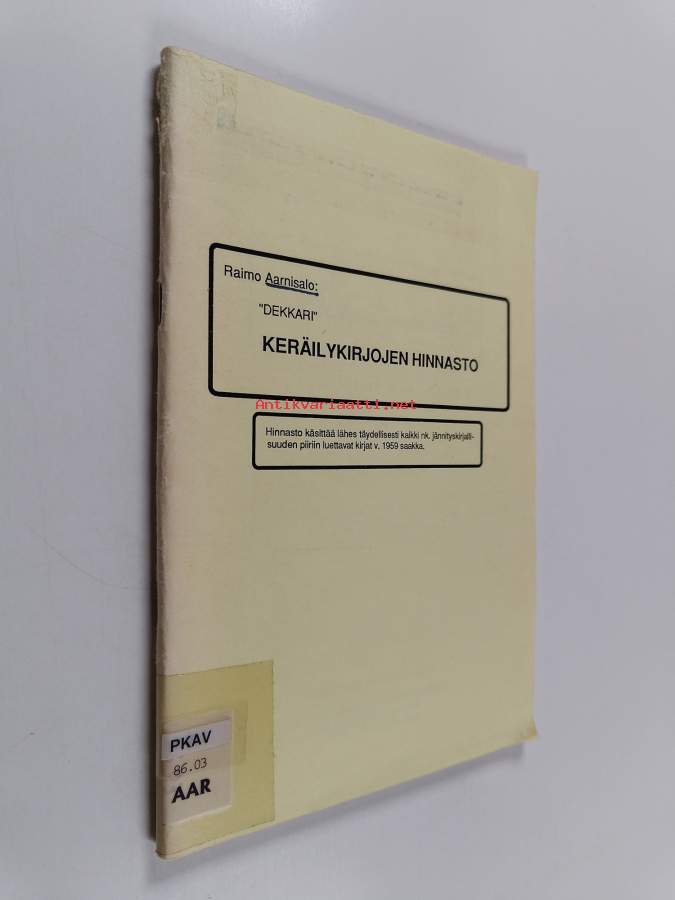 Raimo Aarnisalo:
"DEKKARI"
KERÄILYKIRJOJEN HINNASTO
Antikvariaatti.net
Hinnasto käsittää lähes täydellisesti kaikki nk. jännityskirjalli-
suuden piiriin luettavat kirjat v. 1959 saakka.
PKAV
86.03
AAR